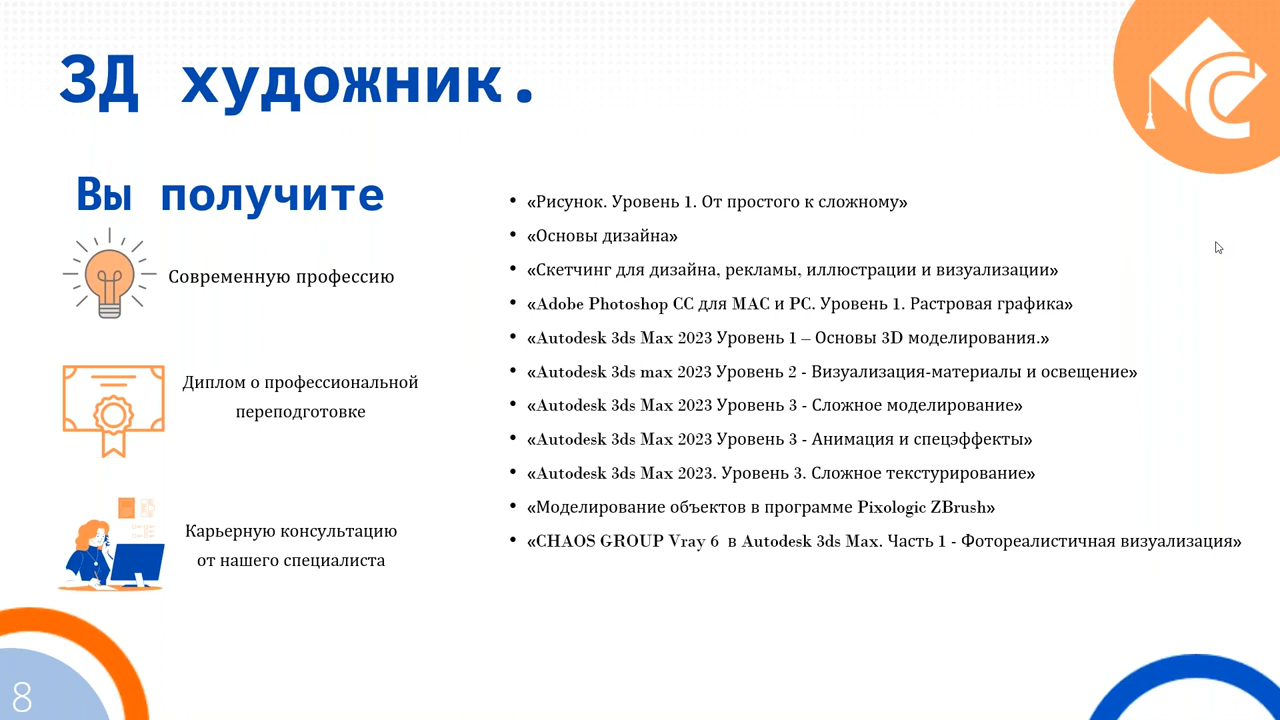 3Д художник.
Вы получите
Современную профессию
Диплом о профессиональной
переподготовке
Карьерную консультацию
от нашего специалиста
• «Рисунок. Уровень 1. От простого к сложному»
• «Основы дизайна»
• «Скетчинг для дизайна, рекламы, иллюстрации и визуализации»
• «Adobe Photoshop CC для MAC и PC. Уровень 1. Растровая графика»
• «Autodesk 3ds Max 2023 Уровень 1 – Основы 3D моделирования.»
• «Autodesk 3ds max 2023 Уровень 2 - Визуализация-материалы и освещение»
• «Autodesk 3ds Max 2023 Уровень 3 - Сложное моделирование»
• «Autodesk 3ds Max 2023 Уровень 3 - Анимация и спецэффекты»
• «Autodesk 3ds Max 2023. Уровень 3. Сложное текстурирование»
• «Моделирование объектов в программе Pixologic ZBrush»
• «CHAOS GROUP Vray 6 в Autodesk 3ds Max. Часть 1 - Фотореалистичная визуализация»
8